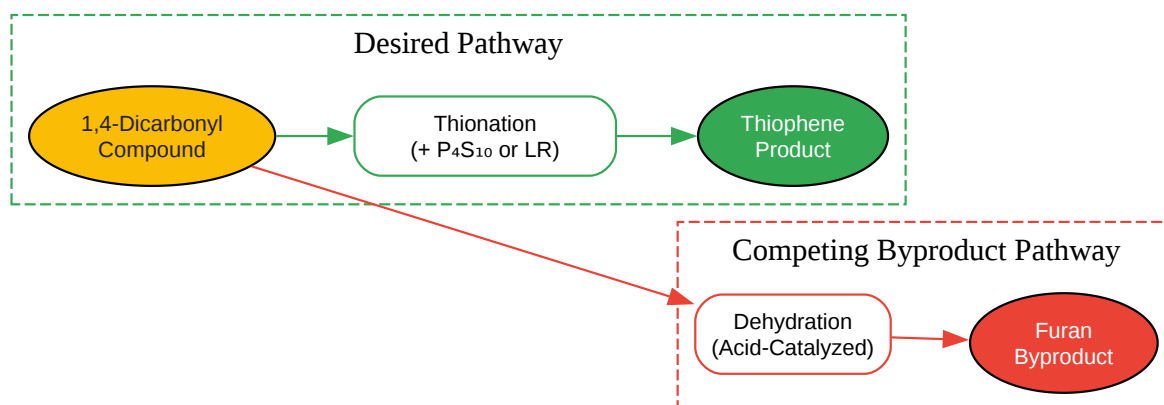 Desired Pathway
1,4-Dicarbonyl
Compound
Thionation
(+ P₄S₁₀ or LR)
Thiophene
Product
Competing Byproduct Pathway
Dehydration
(Acid-Catalyzed)
Furan
Byproduct